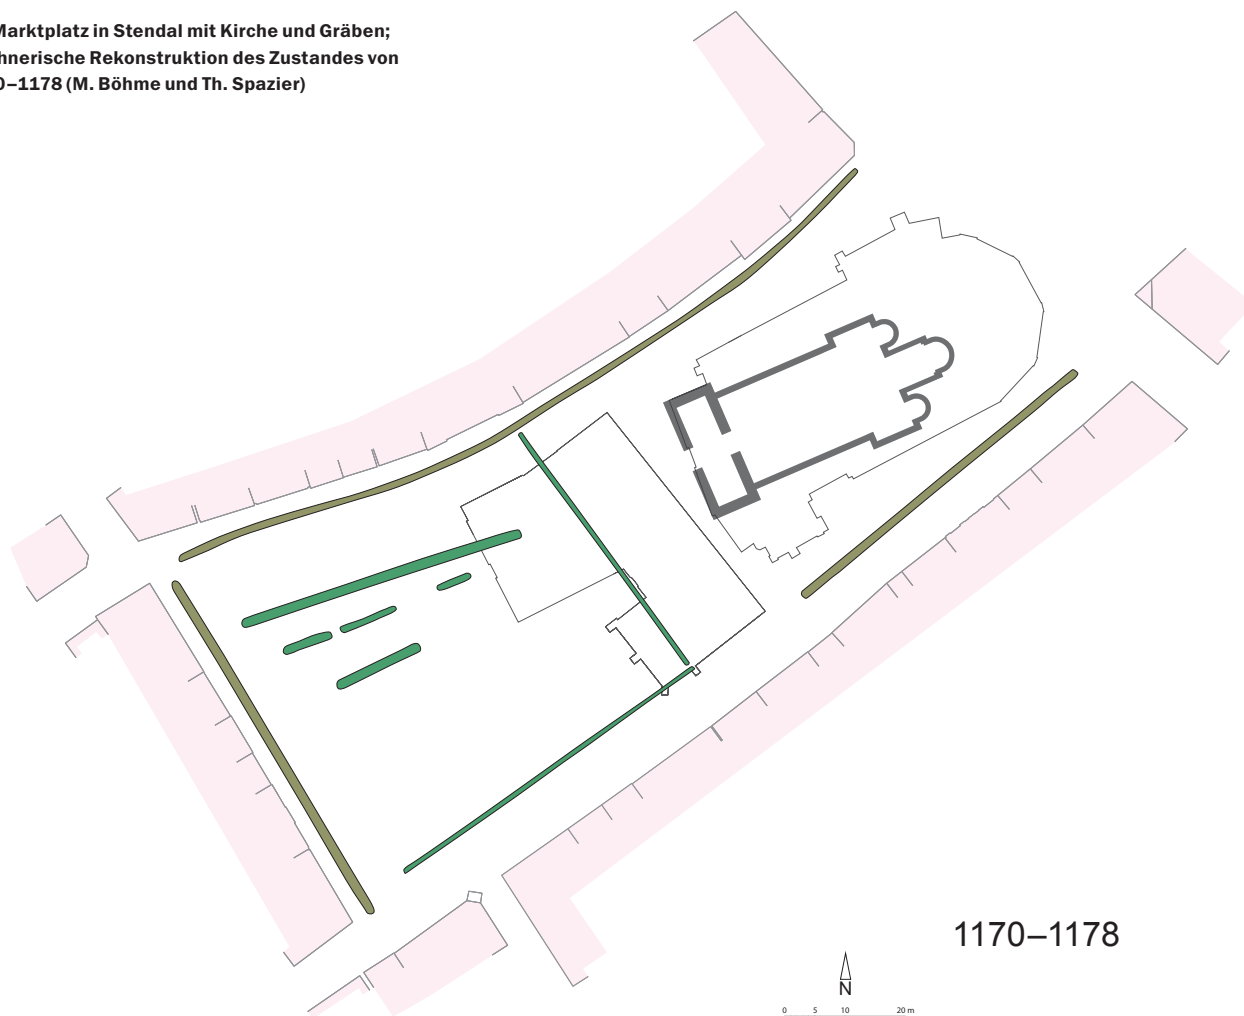 Marktplatz in Stendal mit Kirche und Gräben;
hnerische Rekonstruktion des Zustandes von
0–1178 (M. Böhme und Th. Spazier)
1170–1178
N
0 5 10 20 m